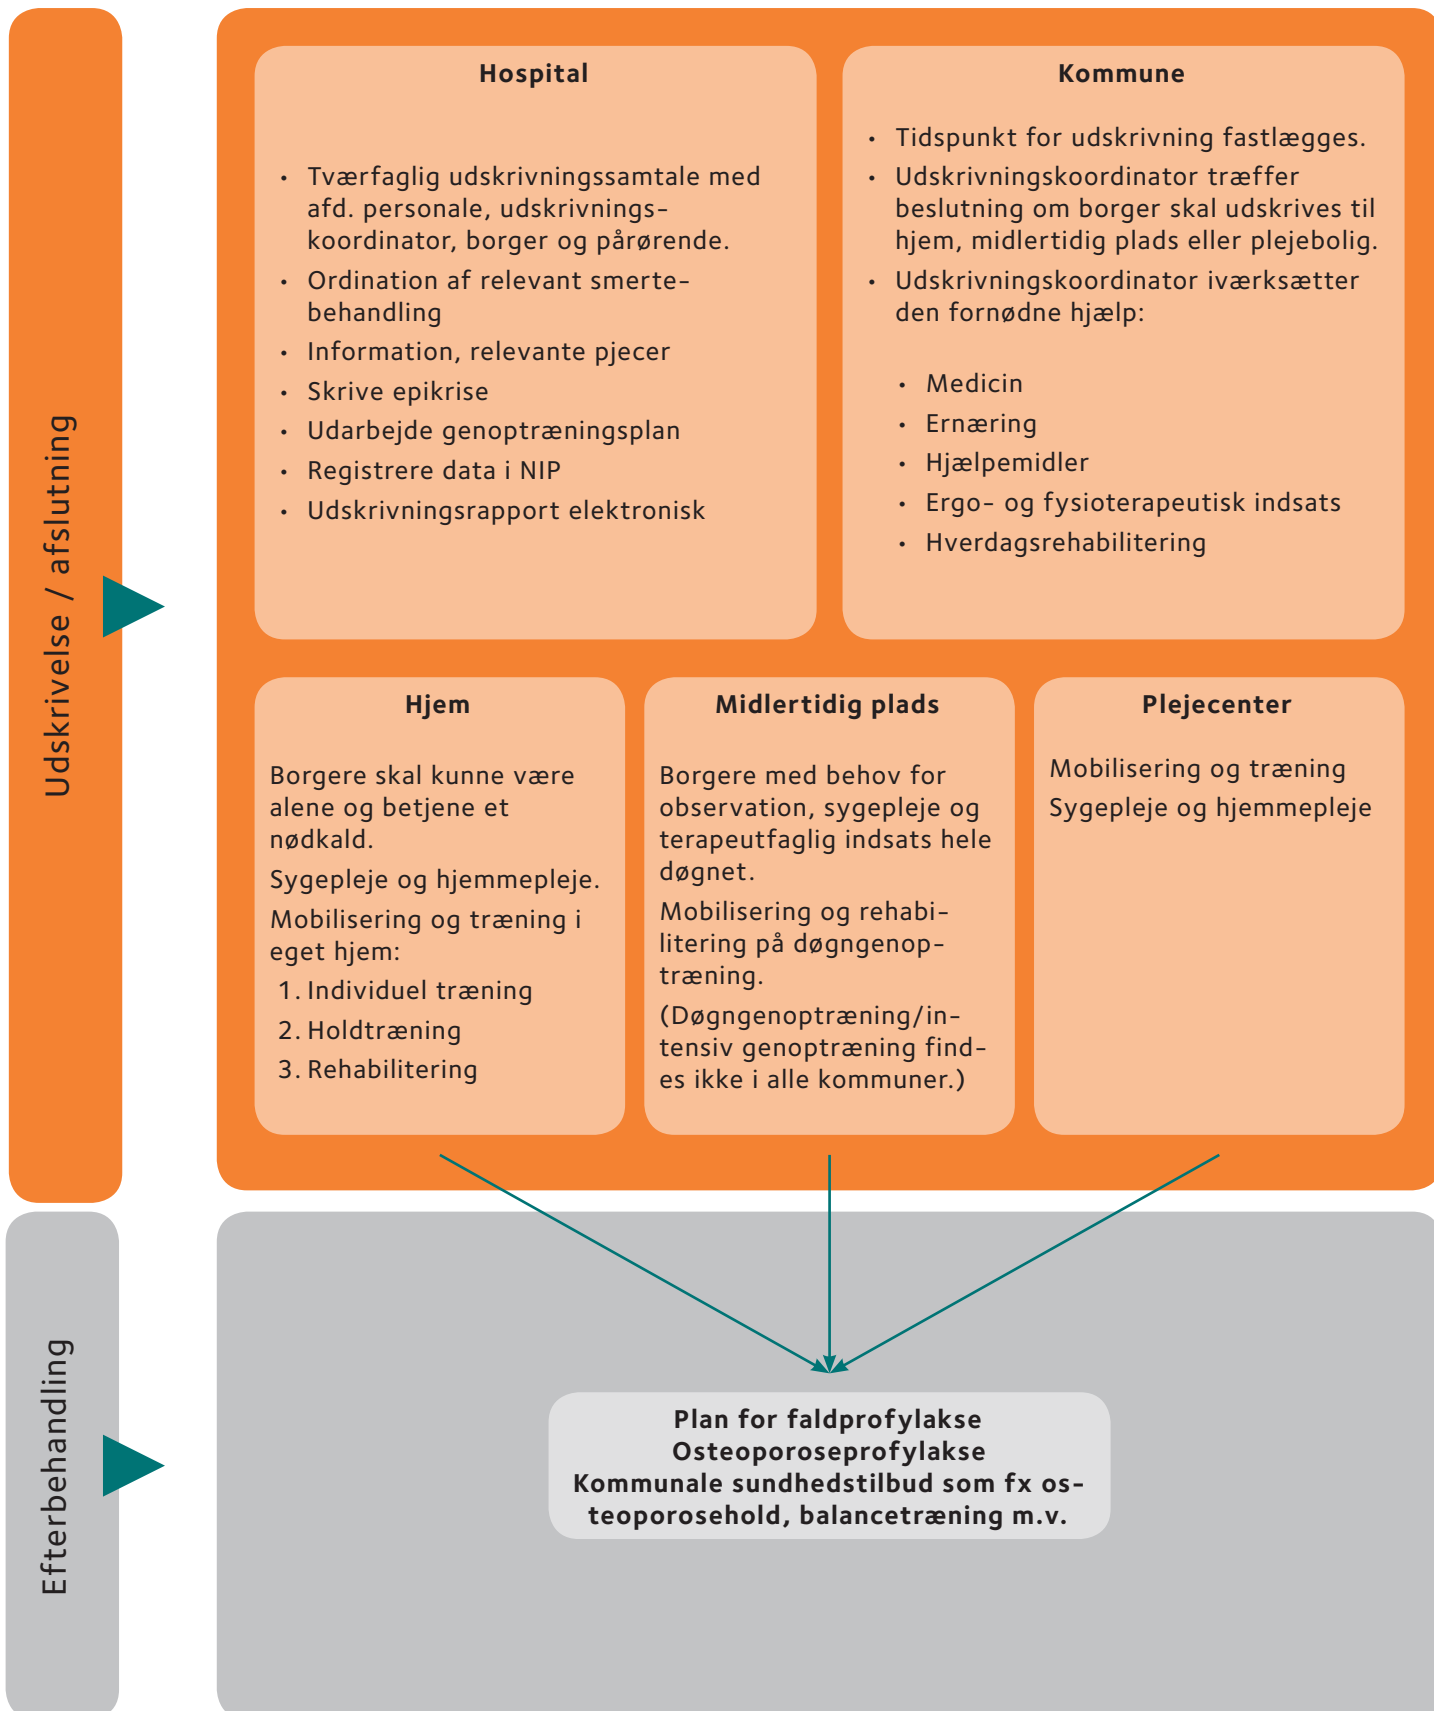 Udskrivelse / afslutning
Hospital
• Tværfaglig udskrivningssamtale med
afd. personale, udskrivnings-
koordinator, borger og pårørende.
• Ordination af relevant smerte-
behandling
• Information, relevante pjecer
• Skrive epikrise
• Udarbejde genoptræningsplan
• Registrere data i NIP
• Udskrivningsrapport elektronisk
Kommune
• Tidspunkt for udskrivning fastlægges.
• Udskrivningskoordinator træffer
beslutning om borger skal udskrives til
hjem, midlertidig plads eller plejebolig.
• Udskrivningskoordinator iværksætter
den fornødne hjælp:
• Medicin
• Ernæring
• Hjælpemidler
• Ergo- og fysioterapeutisk indsats
• Hverdagsrehabilitering
Hjem
Borgere skal kunne være
alene og betjene et
nødkald.
Sygepleje og hjemmepleje.
Mobilisering og træning i
eget hjem:
1. Individuel træning
2. Holdtræning
3. Rehabilitering
Midlertidig plads
Borgere med behov for
observation, sygepleje og
terapeutfaglig indsats hele
døgnet.
Mobilisering og rehabi-
litering på døgngenop-
træning.
(Døgngenoptræning/in-
tensiv genoptræning find-
es ikke i alle kommuner.)
Plejecenter
Mobilisering og træning
Sygepleje og hjemmepleje
Efterbehandling
Plan for faldprofylakse
Osteoporoseprofylakse
Kommunale sundhedstilbud som fx os-
teoporosehold, balancetræning m.v.